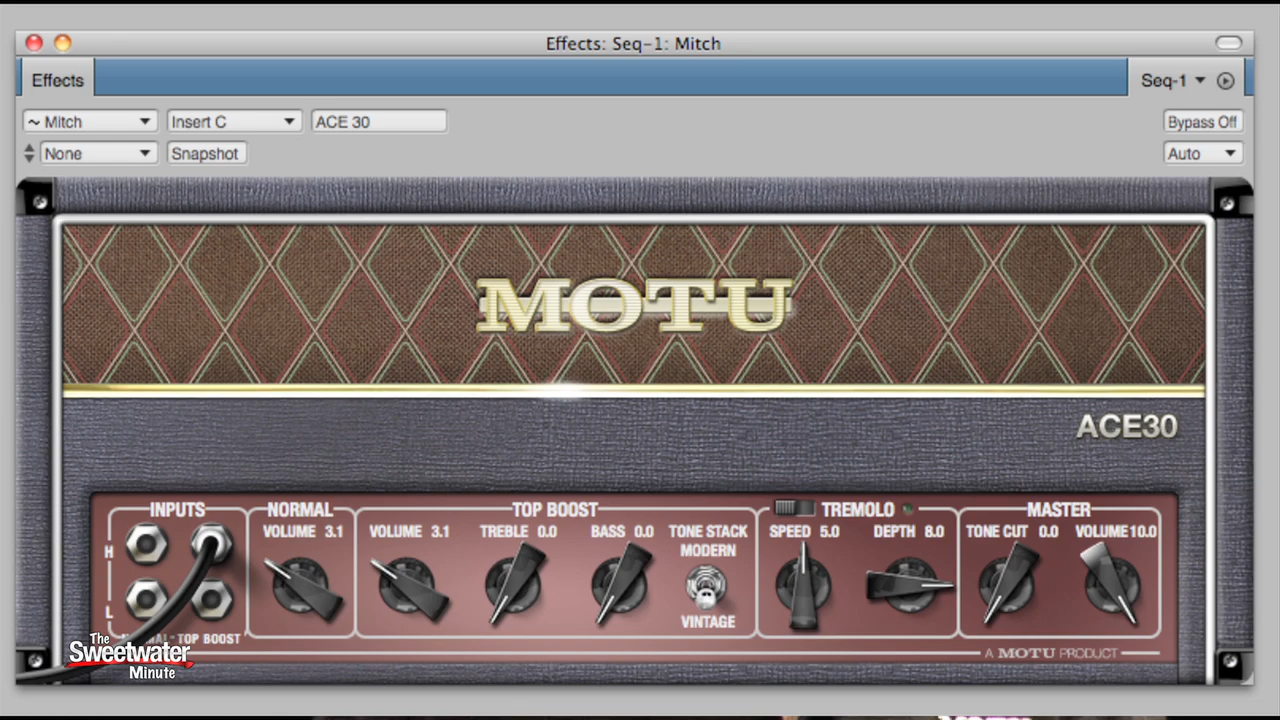 Effects: Seq-1: Mitch
Effects
Seq-1
~ Mitch
Insert C
ACE 30
Bypass Off
None
Snapshot
Auto
MOTU
ACE30
INPUTS
NORMAL
TOP BOOST
TREMOLO
MASTER
VOLUME 3.1
VOLUME 3.1
TREBLE 0.0
BASS 0.0
TONE STACK
SPEED 5.0
DEPTH 8.0
TONE CUT 0.0
VOLUME 10.0
H
MODERN
L
VINTAGE
TOP BOOST
A MOTU PRODUCT
The
Sweetwater
Minute